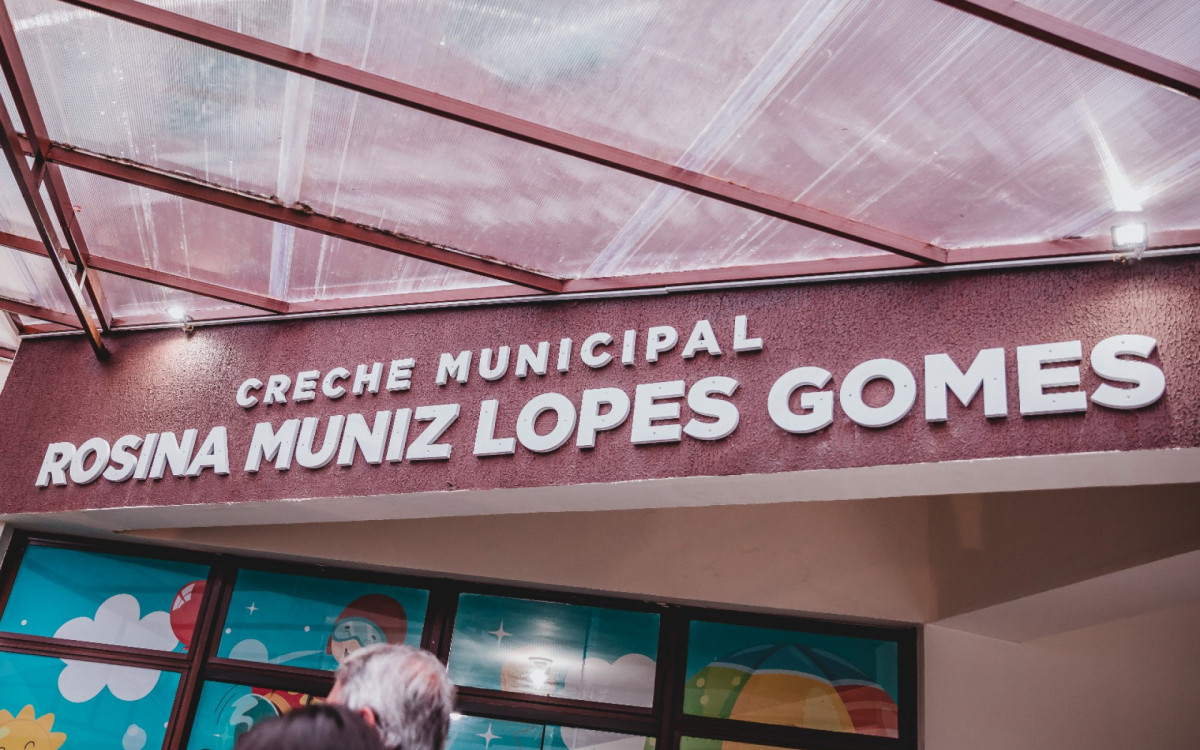 CRECHE MUNICIPAL
ROSINA MUNIZ LOPES GOMES